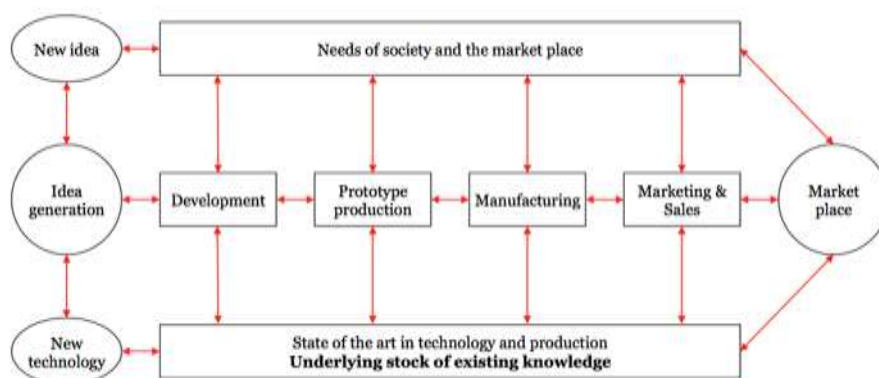 New idea
Needs of society and the market place
Idea
generation
Development
Prototype
production
Manufacturing
Marketing &
Sales
Market
place
New
technology
State of the art in technology and production
Underlying stock of existing knowledge